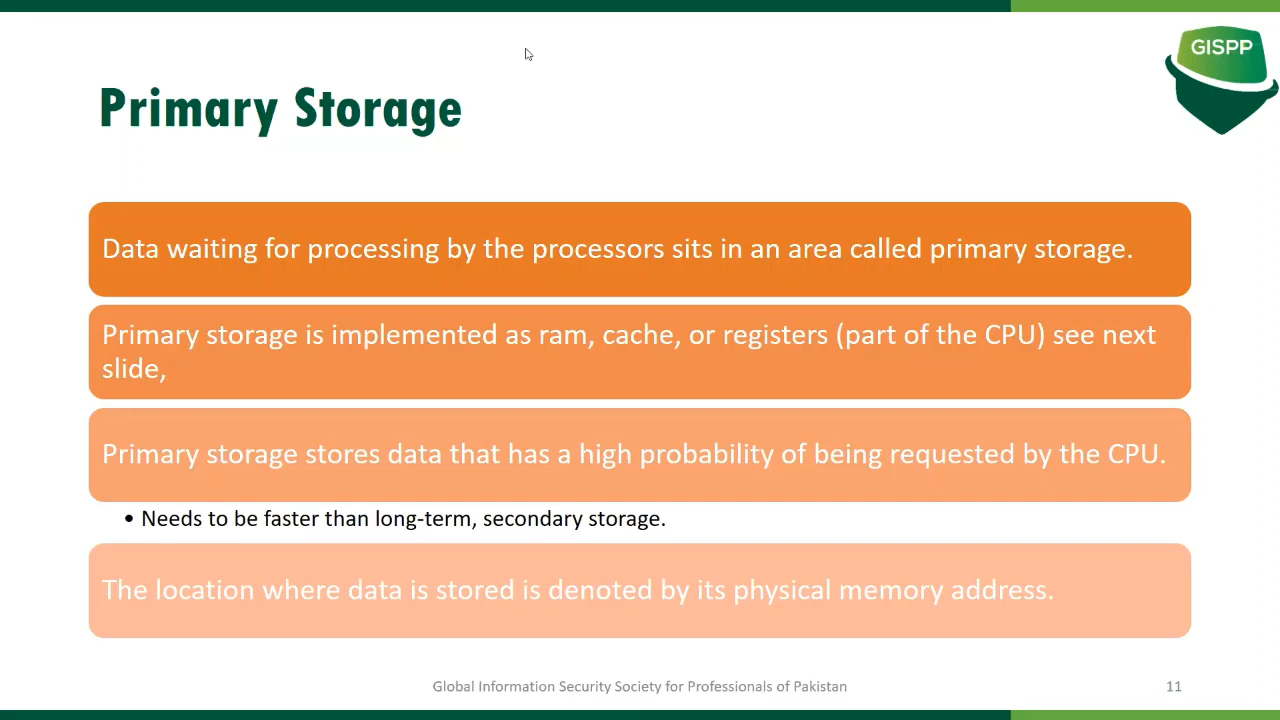 GISPP
Primary Storage
Data waiting for processing by the processors sits in an area called primary storage.
Primary storage is implemented as ram, cache, or registers (part of the CPU) see next
slide,
Primary storage stores data that has a high probability of being requested by the CPU.
• Needs to be faster than long-term, secondary storage.
The location where data is stored is denoted by its physical memory address.
Global Information Security Society for Professionals of Pakistan
11